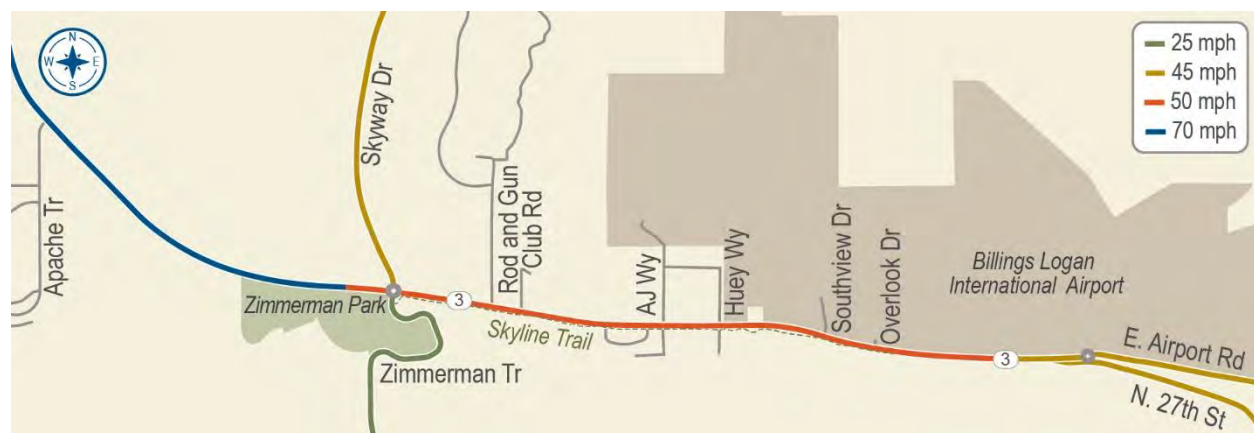 N
W E
S
25 mph
45 mph
50 mph
70 mph
Skyway Dr
Apache Tr
Rod and Gun
Club Rd
AJ Wy
Huey Wy
Southview Dr
Overlook Dr
Billings Logan
International Airport
Zimmerman Park
3
Skyline Trail
Zimmerman Tr
3
E. Airport Rd
N. 27th St